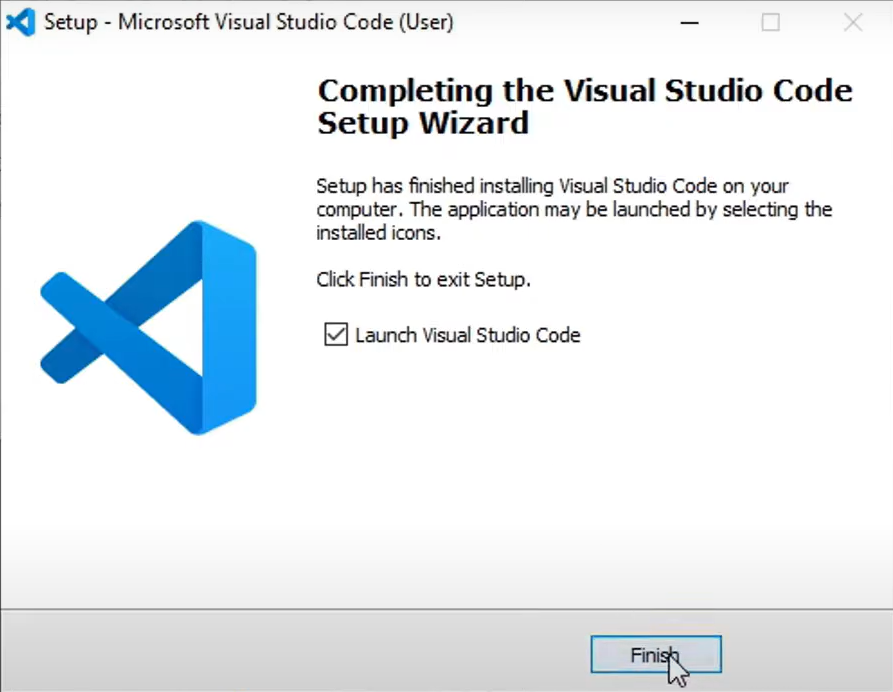 Setup - Microsoft Visual Studio Code (User)
Completing the Visual Studio Code
Setup Wizard
Setup has finished installing Visual Studio Code on your
computer. The application may be launched by selecting the
installed icons.
Click Finish to exit Setup.
Launch Visual Studio Code
Finish